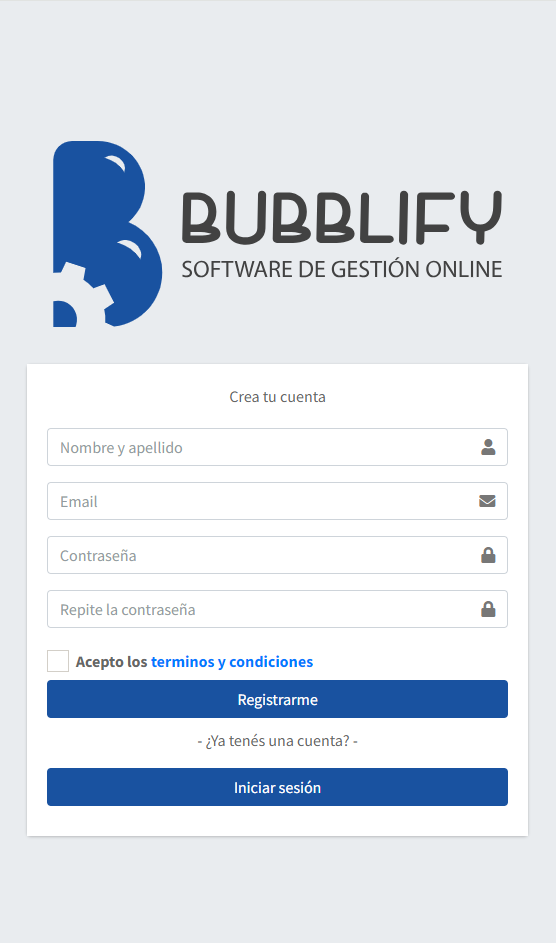 BUBBLIFY
SOFTWARE DE GESTIÓN ONLINE
Crea tu cuenta
Nombre y apellido
Email
Contraseña
Repite la contraseña
Acepto los terminos y condiciones
Registrarme
- ¿Ya tenés una cuenta? -
Iniciar sesión